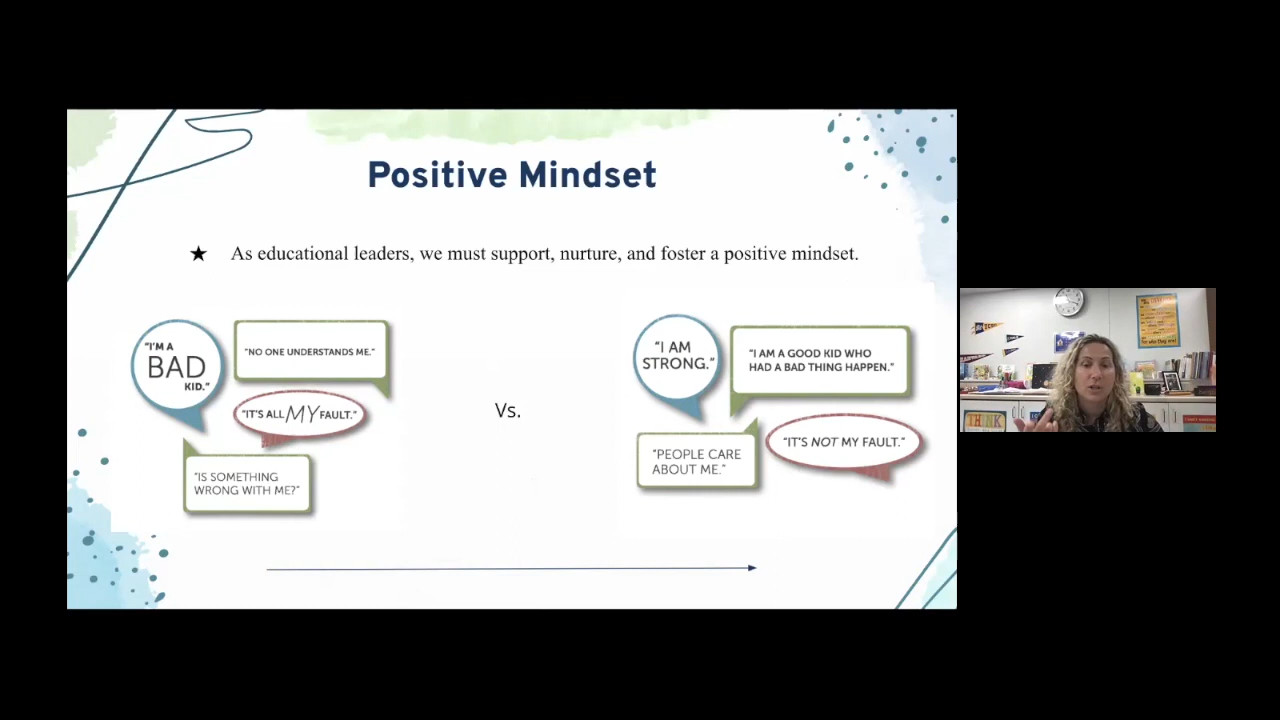 Positive Mindset
★ As educational leaders, we must support, nurture, and foster a positive mindset.
"I'M A
BAD
KID."
"NO ONE UNDERSTANDS ME."
"IT'S ALL MY FAULT."
"IS SOMETHING
WRONG WITH ME?"
Vs.
"I AM
STRONG."
"I AM A GOOD KID WHO
HAD A BAD THING HAPPEN."
"PEOPLE CARE
ABOUT ME."
"IT'S NOT MY FAULT."
THINK